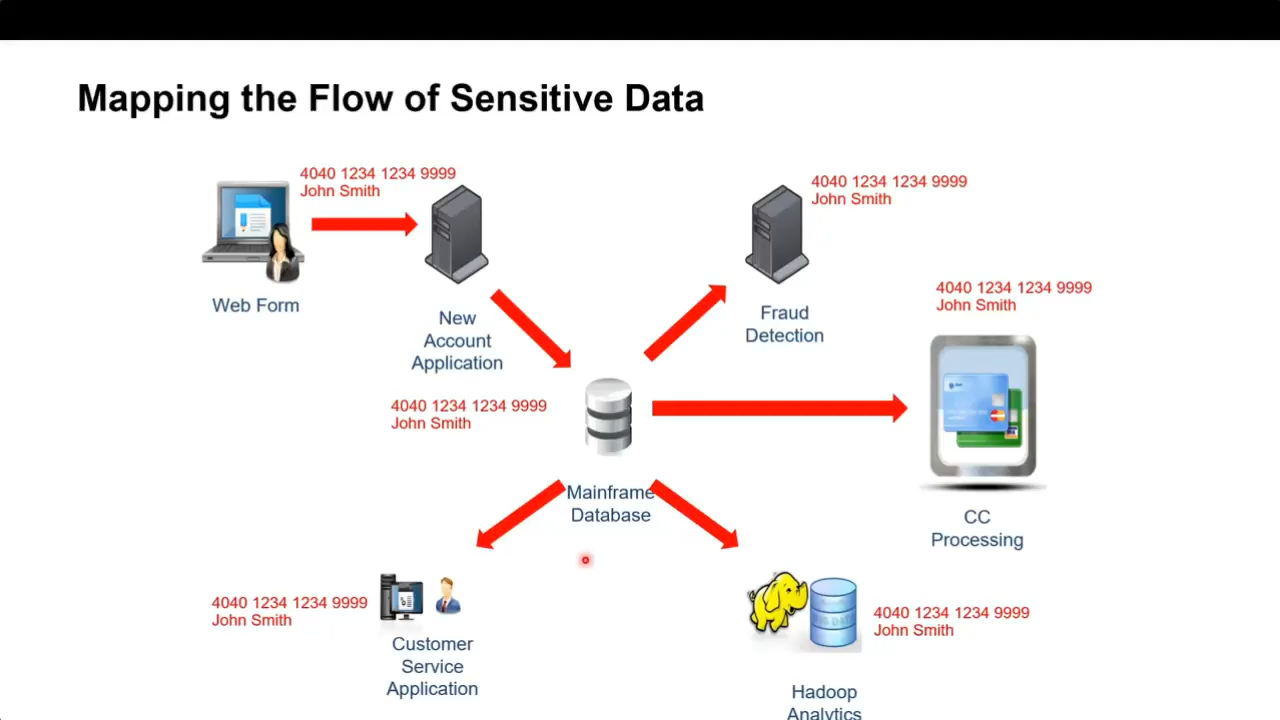 Mapping the Flow of Sensitive Data
4040 1234 1234 9999
John Smith
Web Form
New
Account
Application
4040 1234 1234 9999
John Smith
Fraud
Detection
4040 1234 1234 9999
John Smith
CC
Processing
4040 1234 1234 9999
John Smith
Mainframe
Database
4040 1234 1234 9999
John Smith
Customer
Service
Application
BIG DATA
4040 1234 1234 9999
John Smith
Hadoop
Analytics